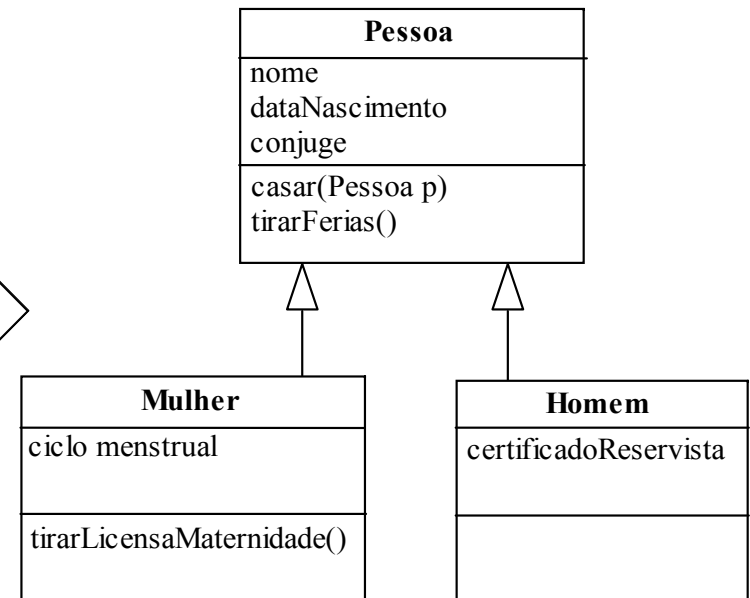 Pessoa
nome
dataNascimento
conjuge
casar(Pessoa p)
tirarFerias()
Mulher
ciclo menstrual
tirarLicensaMaternidade()
Homem
certificadoReservista